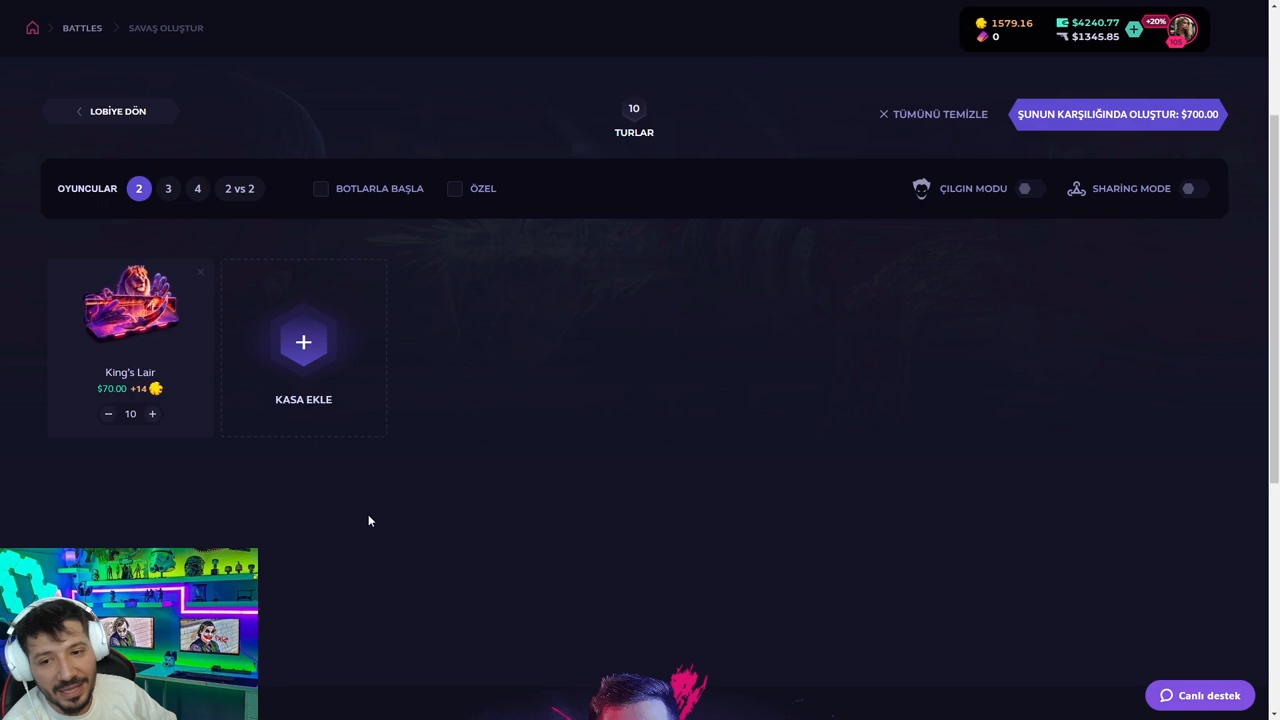 BATTLES
SAVAŞ OLUŞTUR
1579.16
$4240.77
+20%
0
$1345.85
105
LOBİYE DÖN
10
TURLAR
TÜMÜNÜ TEMİZLE
ŞUNUN KARŞILIĞINDA OLUŞTUR: $700.00
OYUNCULAR 2 3 4 2 vs 2
BOTLARLA BAŞLA
ÖZEL
ÇILGIN MODU
SHARING MODE
King's Lair
$70.00 +14
10
KASA EKLE
Canlı destek